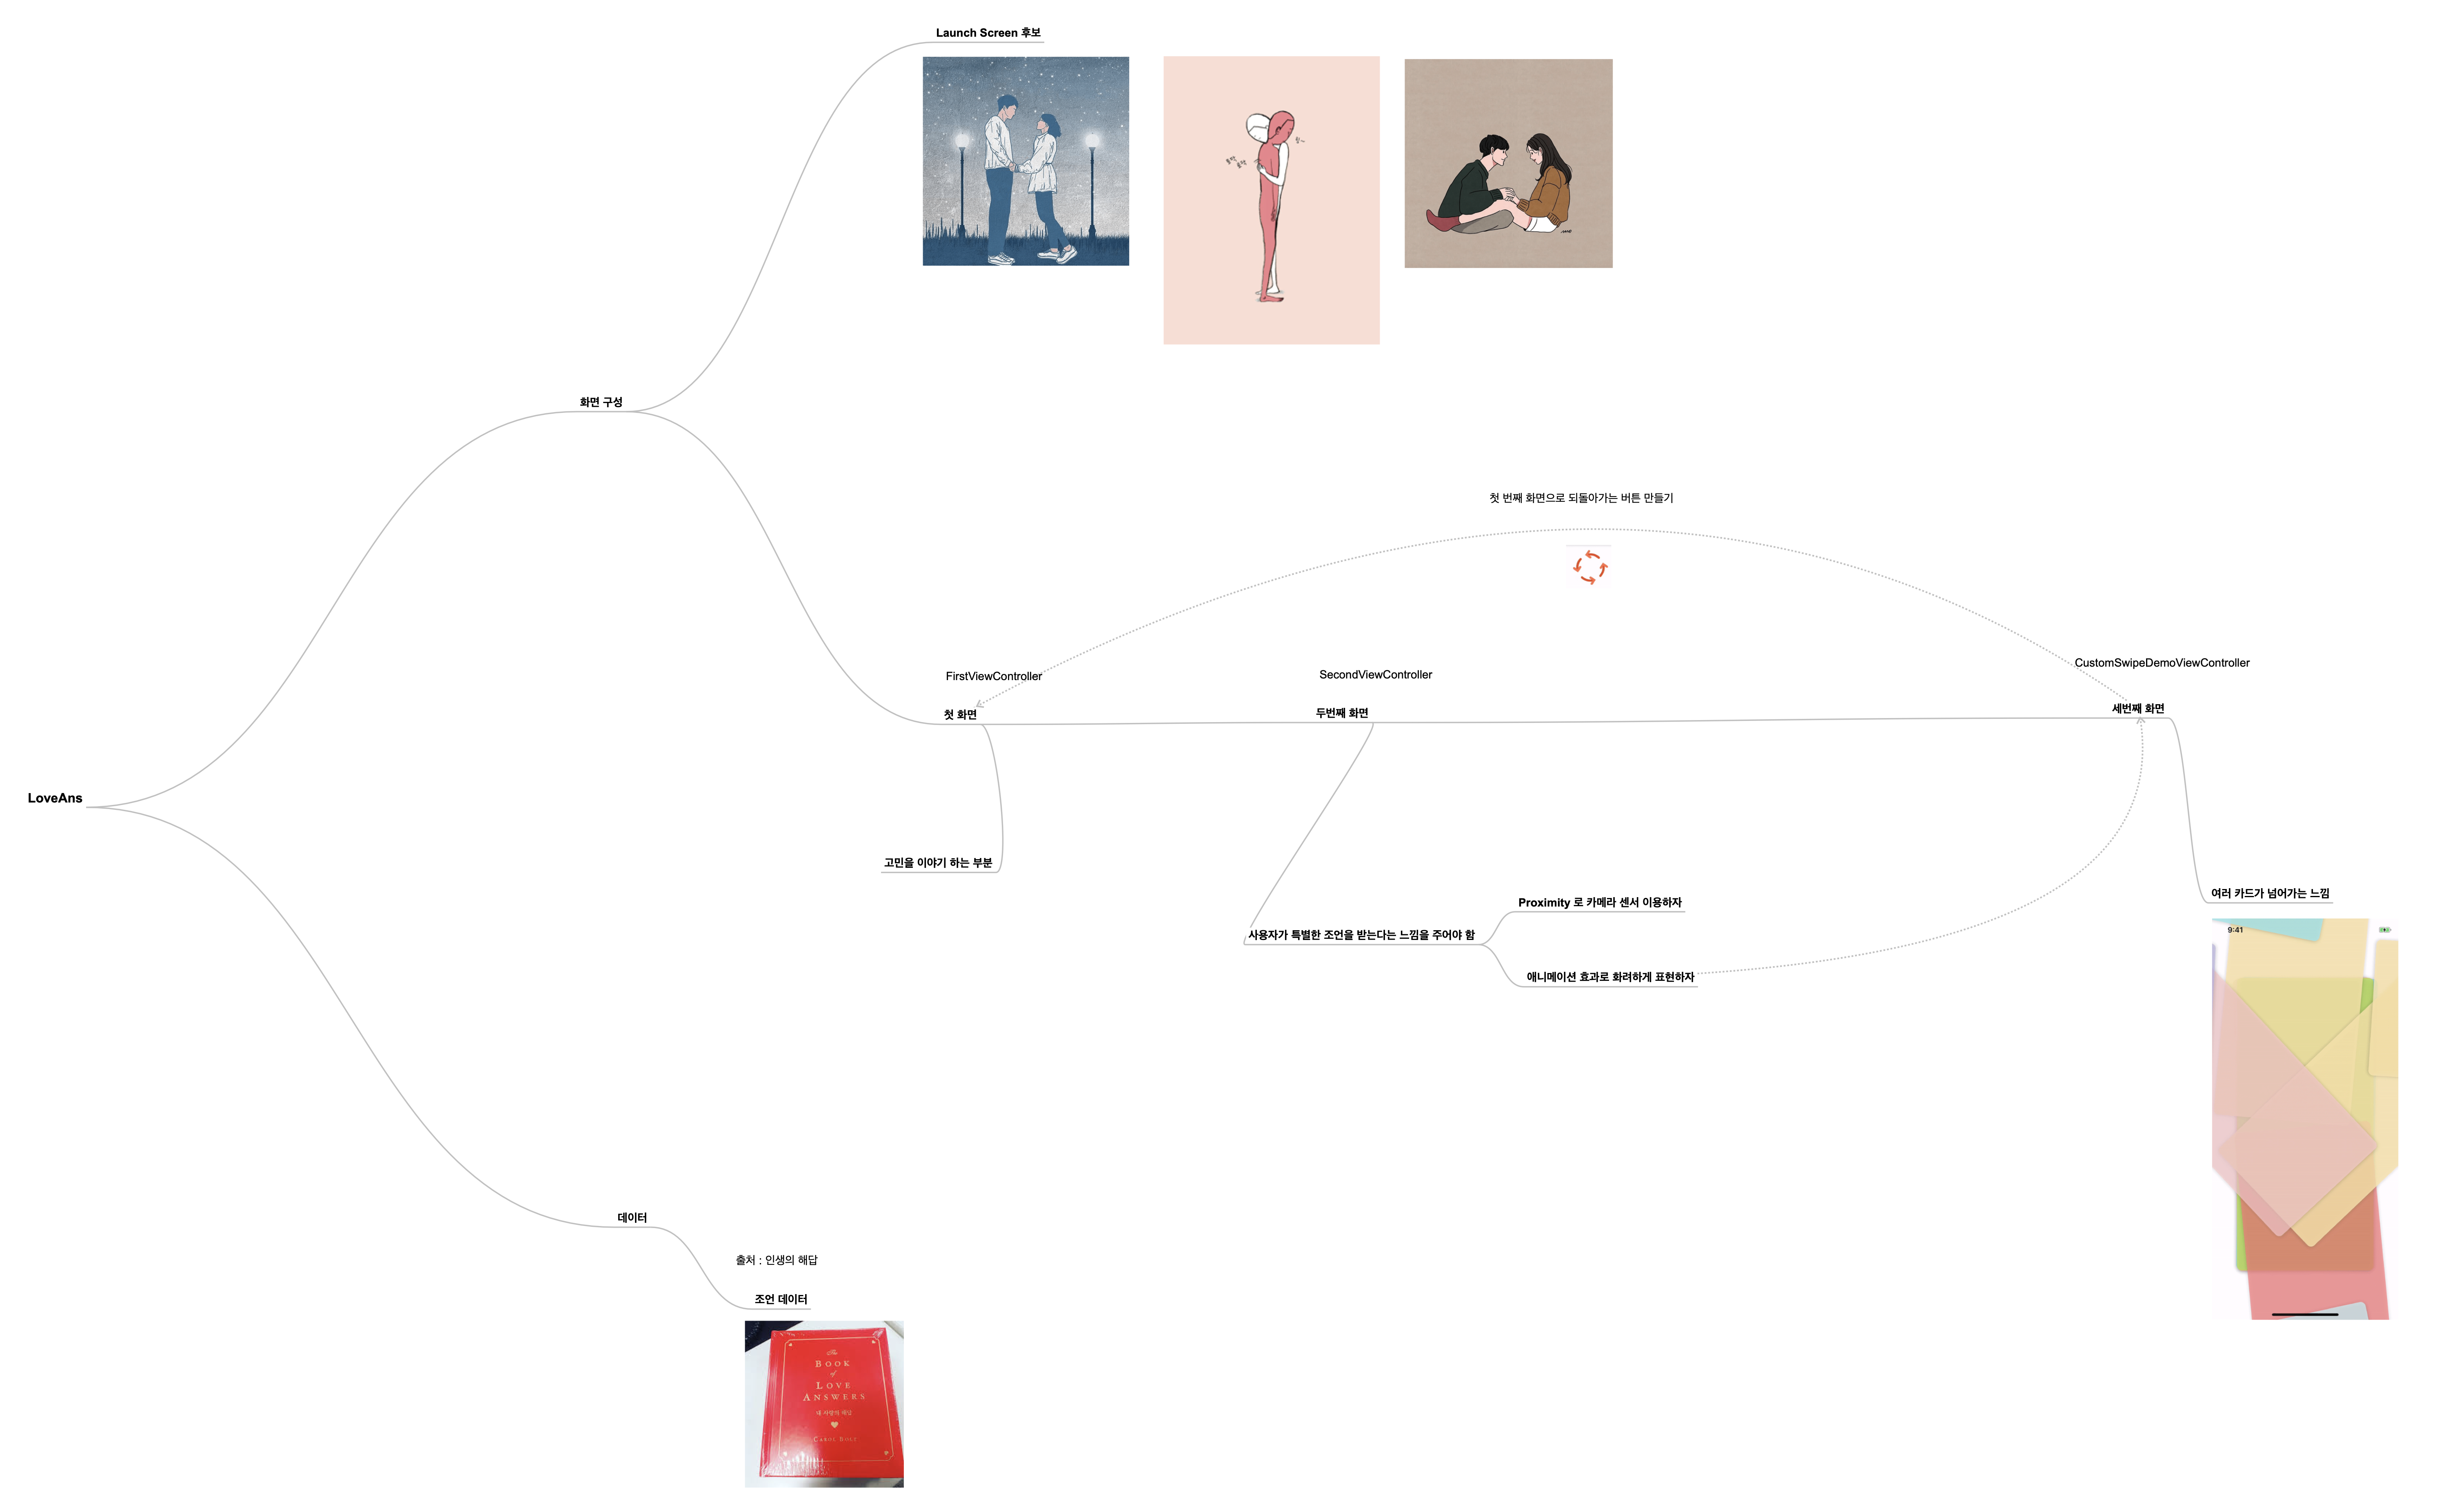 Launch Screen 후보
화면 구성
첫 번째 화면으로 되돌아가는 버튼 만들기
FirstViewController
SecondViewController
CustomSwipeDemoViewController
첫 화면
두번째 화면
세번째 화면
LoveAns
고민을 이야기 하는 부분
Proximity 로 카메라 센서 이용하자
사용자가 특별한 조언을 받는다는 느낌을 주어야 함
애니메이션 효과로 화려하게 표현하자
여러 카드가 넘어가는 느낌
9:41
데이터
출처 : 인생의 해답
조언 데이터
The
BOOK
of
LOVE
ANSWERS
내 사랑의 해답
CAROL BOLT